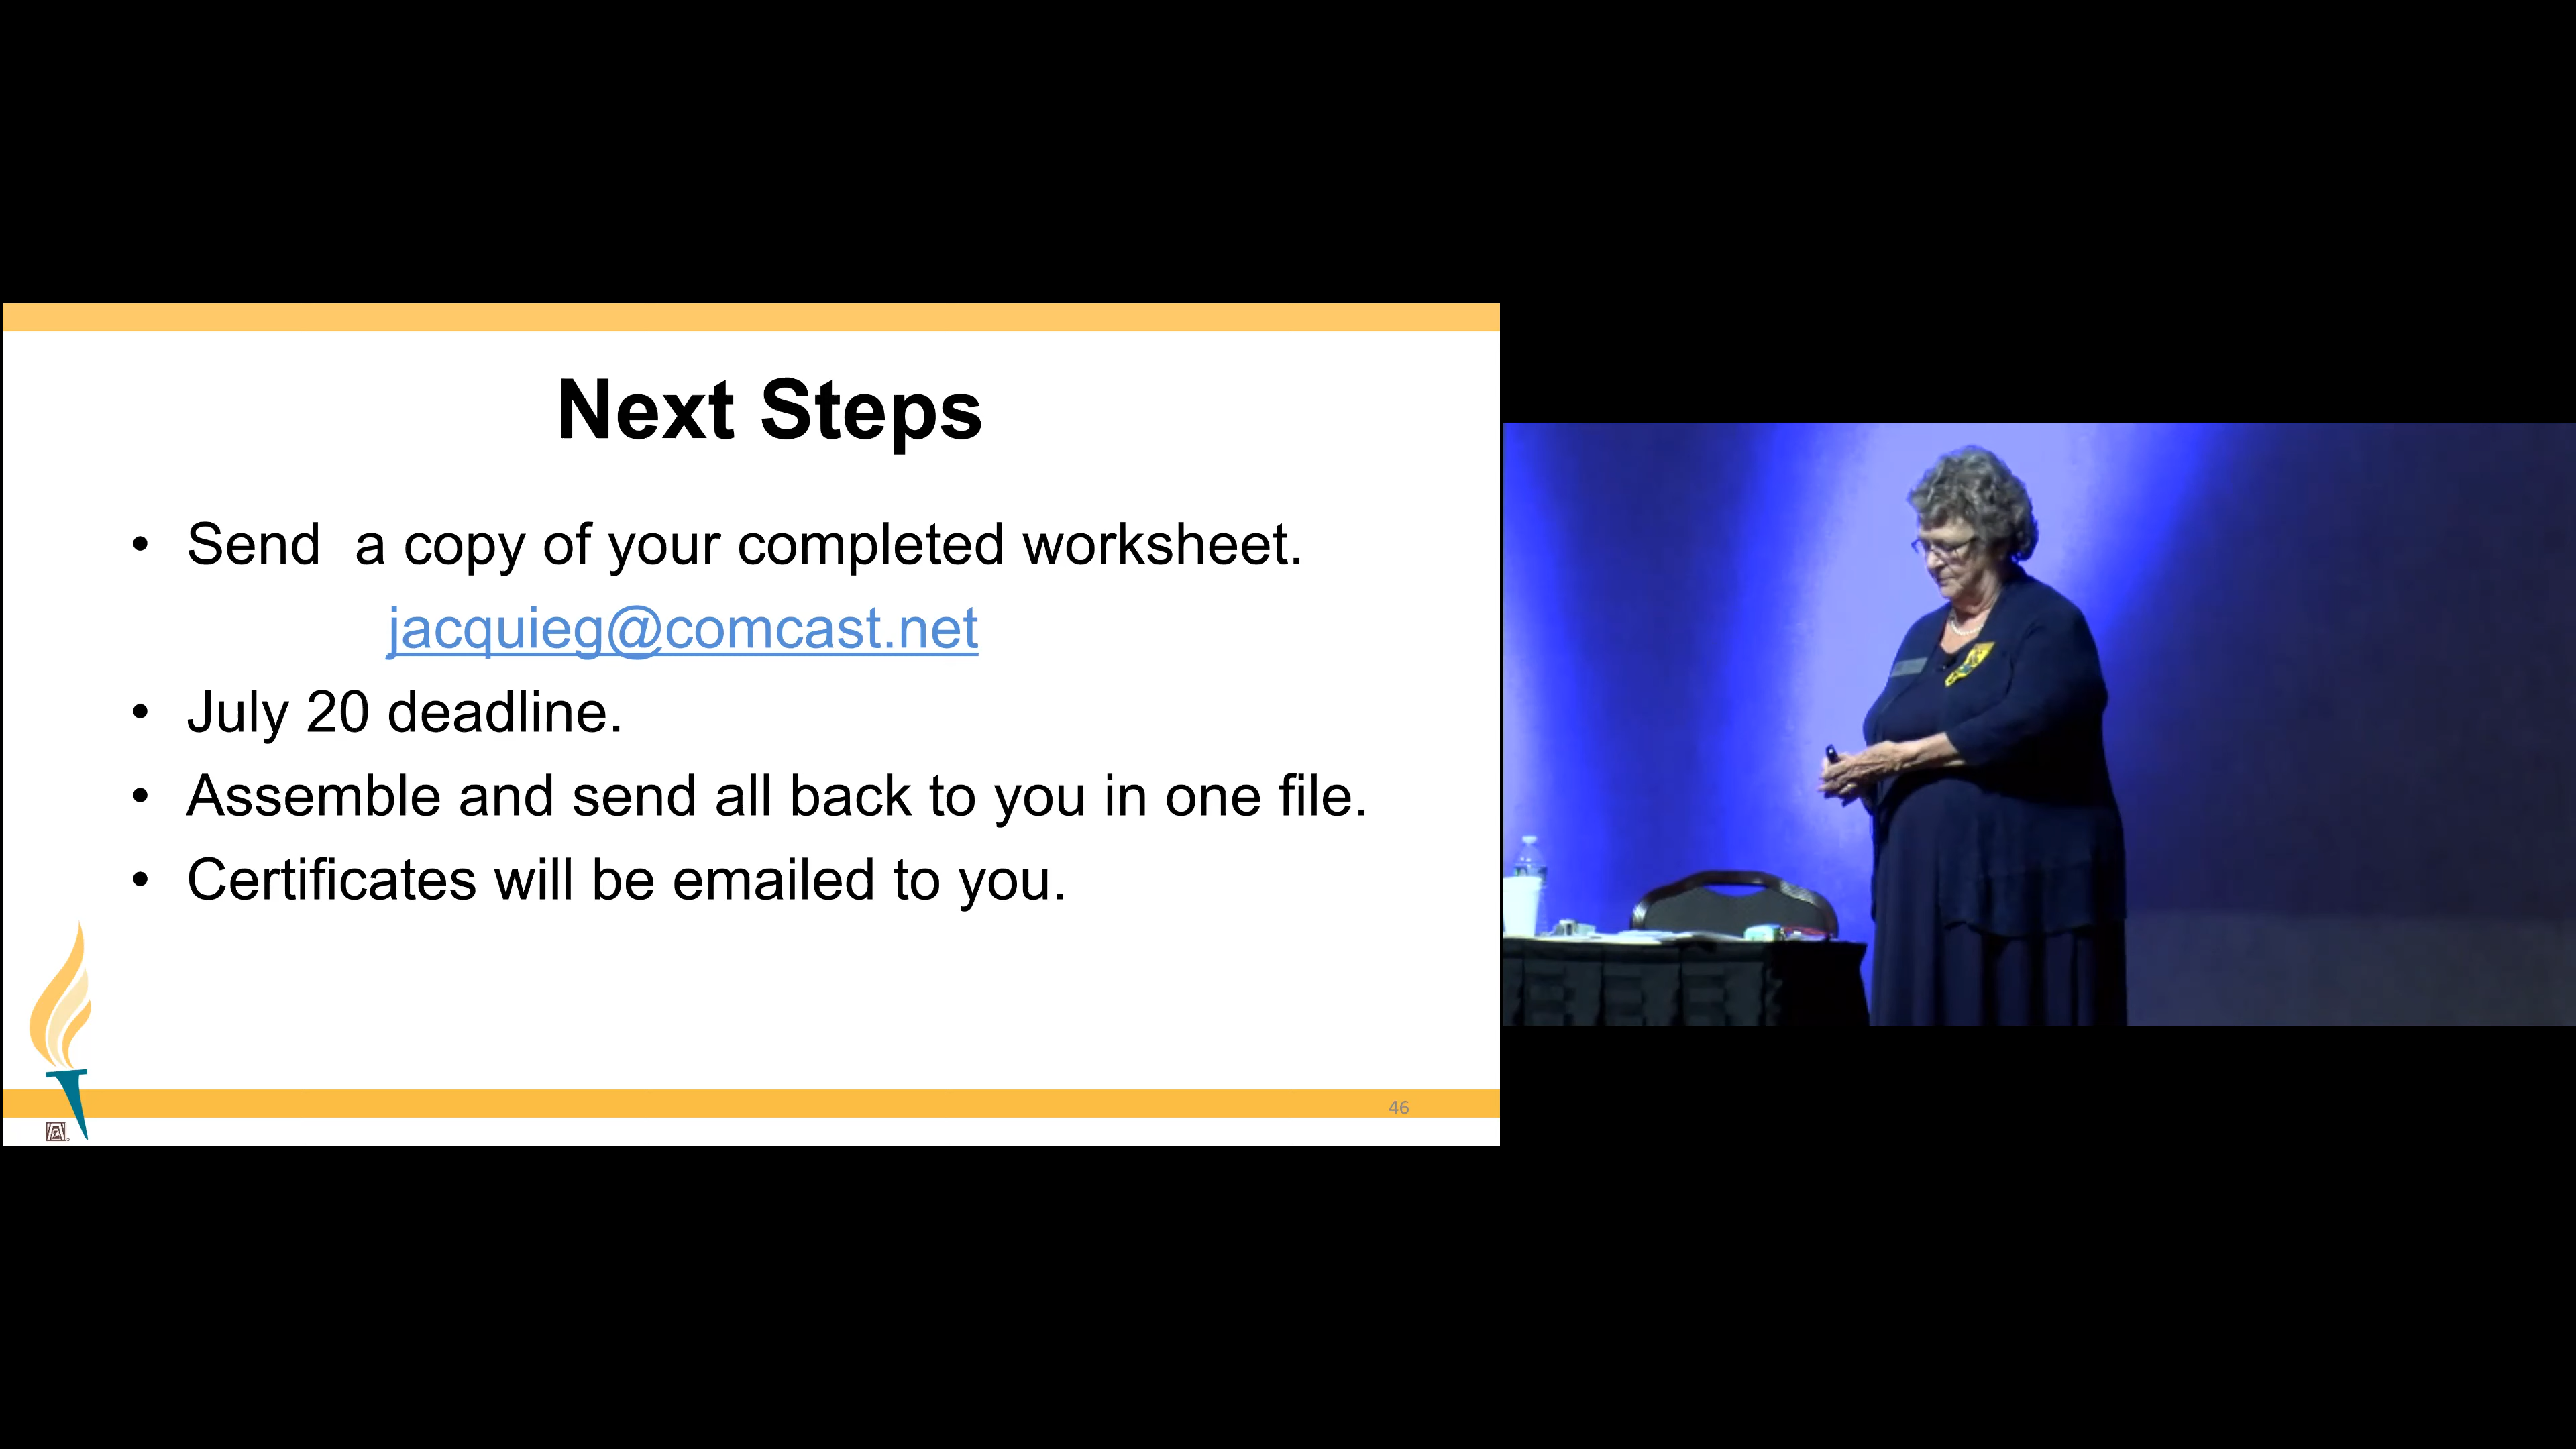 Next Steps
• Send  a copy of your completed worksheet.
jacquieg@comcast.net
• July 20 deadline.
• Assemble and send all back to you in one file.
• Certificates will be emailed to you.
46